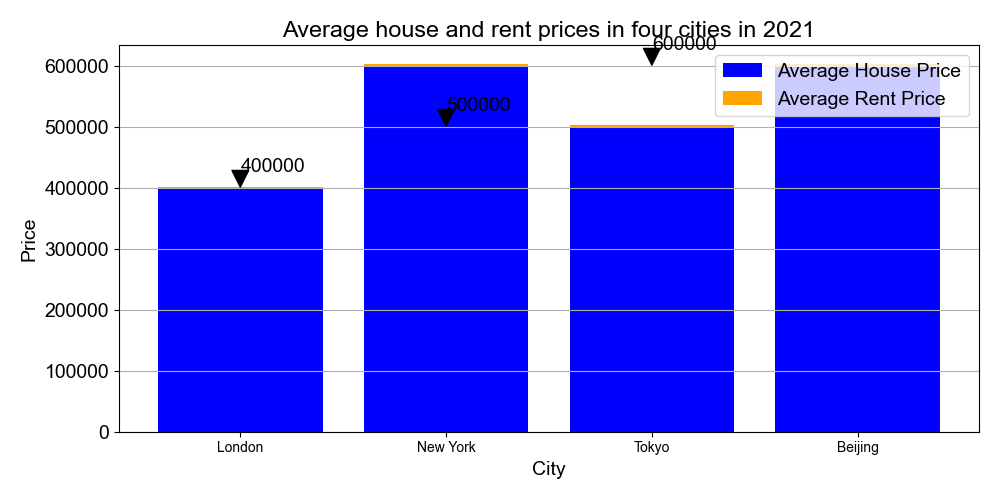 Average house and rent prices in four cities in 2021
600000
500000
400000
300000
200000
100000
0
Price
400000
500000
600000
Average House Price
Average Rent Price
London
New York
Tokyo
Beijing
City